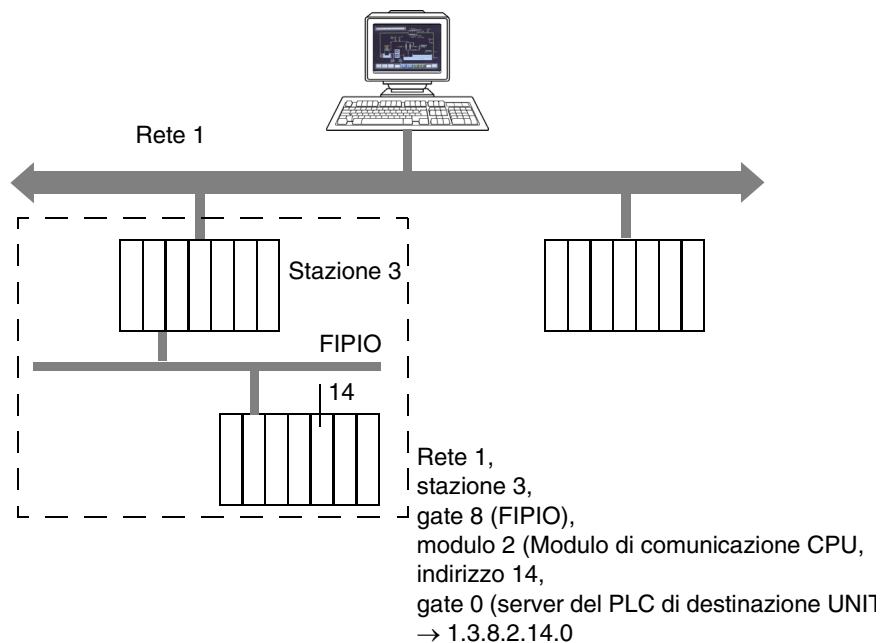 Rete 1
Stazione 3
FIPIO
14
Rete 1,
stazione 3,
gate 8 (FIPIO),
modulo 2 (Modulo di comunicazione CPU,
indirizzo 14,
gate 0 (server del PLC di destinazione UNIT
→ 1.3.8.2.14.0